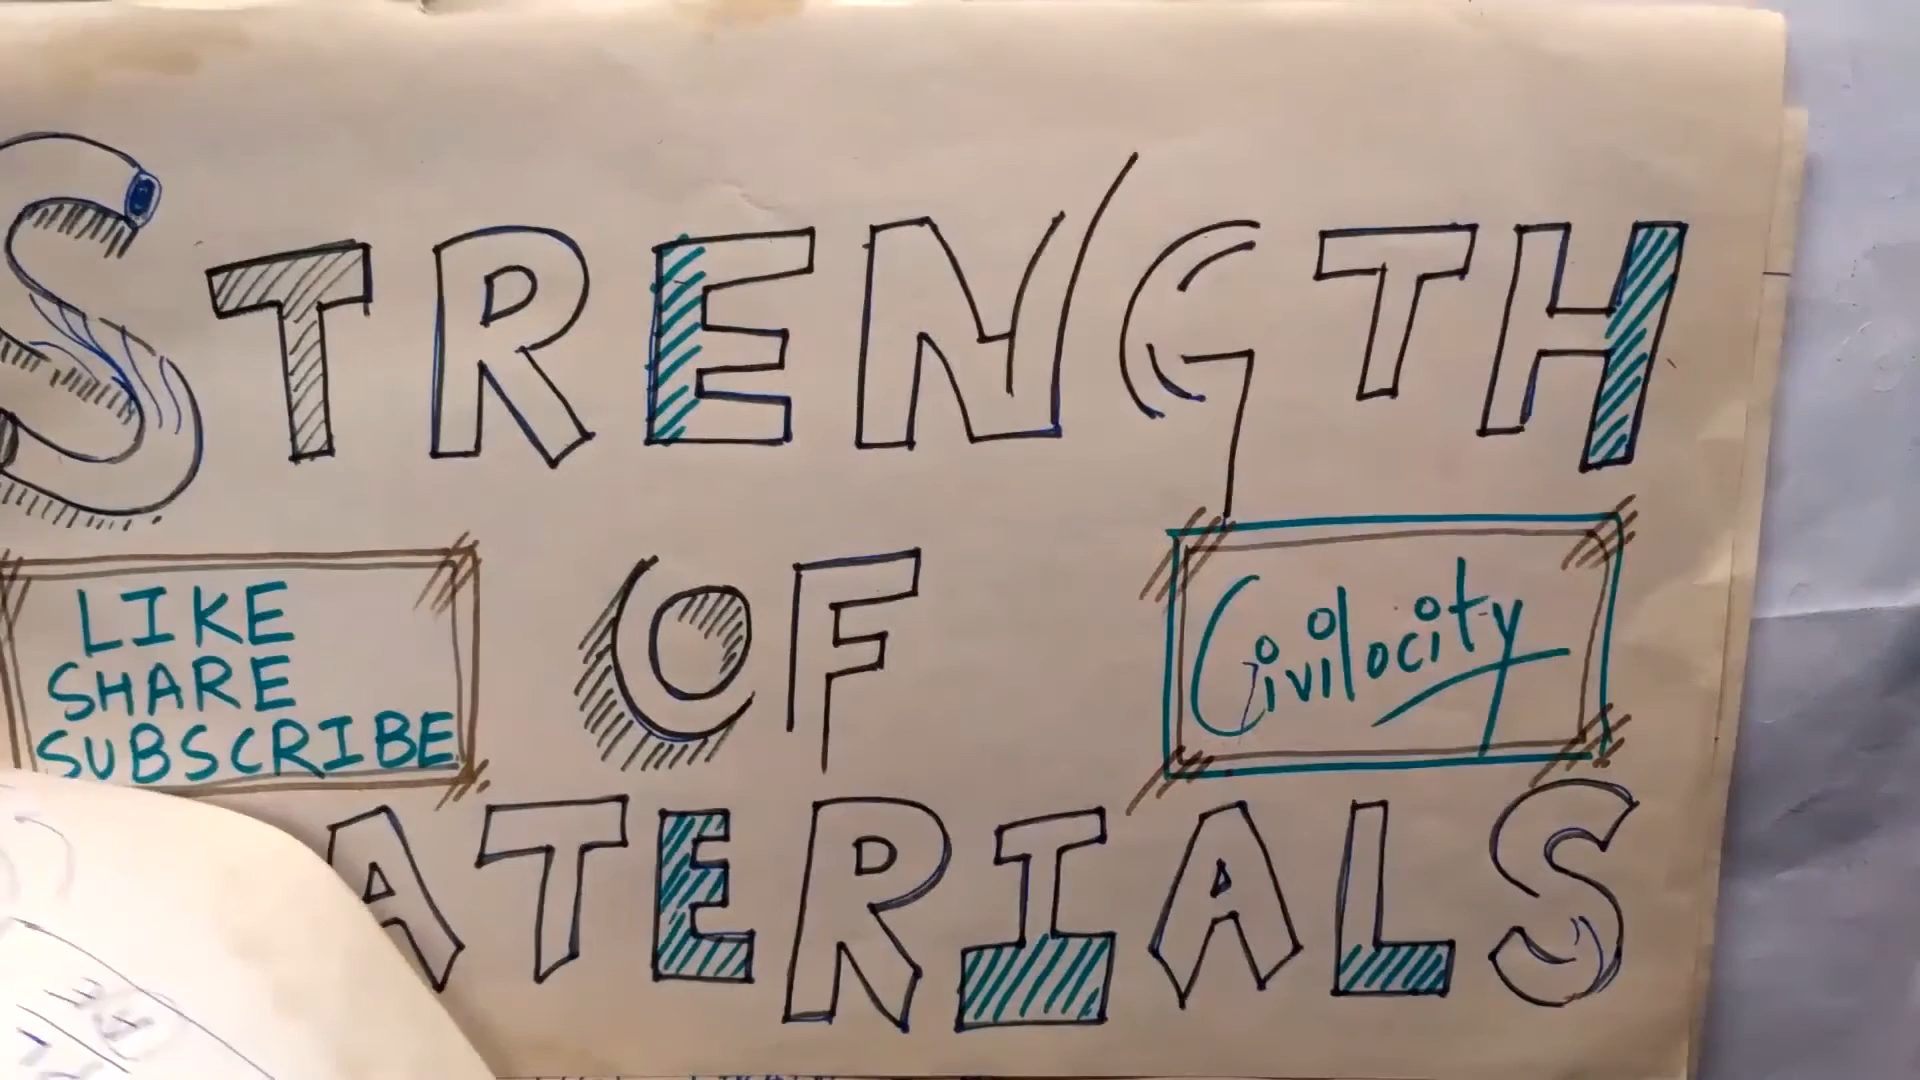 STRENGTH
LIKE
SHARE
SUBSCRIBE
OF
Civilocity
ATERIALS